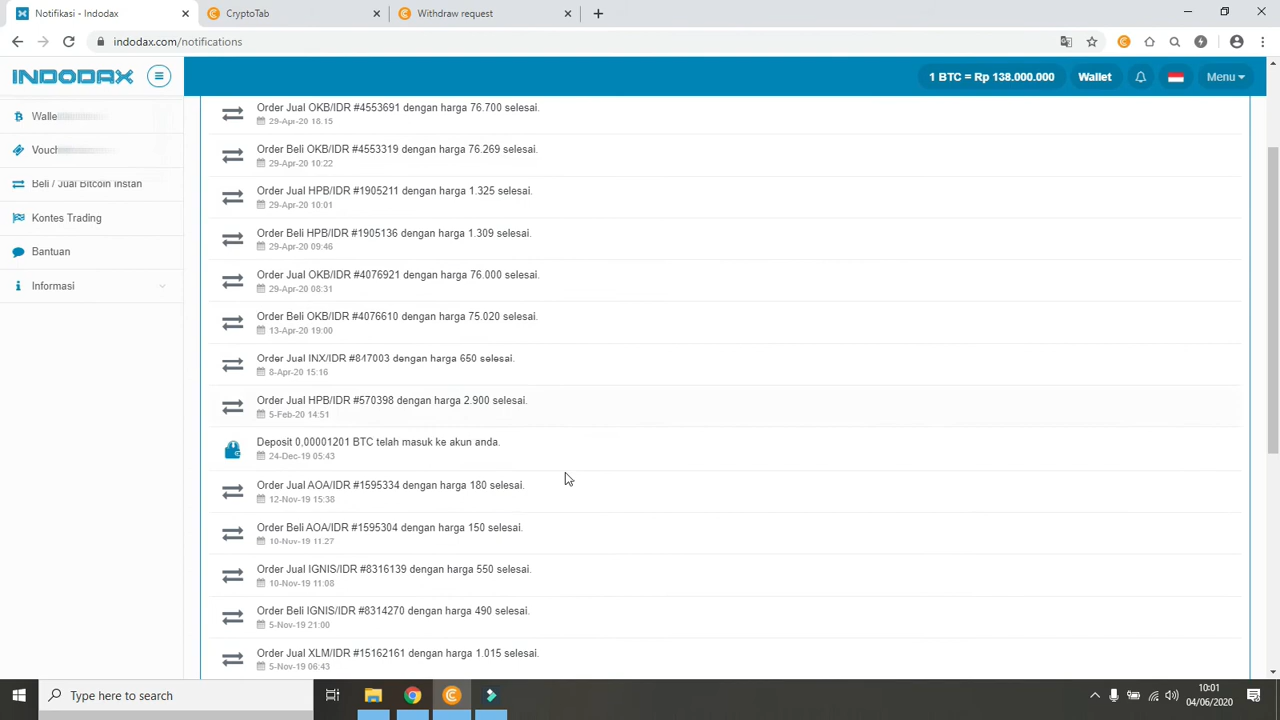 Notifikasi - Indodax
CryptoTab
Withdraw request
indodax.com/notifications
INDODAX
1 BTC = Rp 138.000.000
Wallet
Menu
Walle
Vouch
Beli / Jual Bitcoin Instan
Kontes Trading
Bantuan
Informasi
Order Jual OKB/IDR #4553691 dengan harga 76.700 selesai.
29-Apr-20 18.15
Order Beli OKB/IDR #4553319 dengan harga 76.269 selesai.
29-Apr-20 10:22
Order Jual HPB/IDR #1905211 dengan harga 1.325 selesai.
29-Apr-20 10:01
Order Beli HPB/IDR #1905136 dengan harga 1.309 selesai.
29-Apr-20 09:46
Order Jual OKB/IDR #4076921 dengan harga 76.000 selesai.
29-Apr-20 08:31
Order Beli OKB/IDR #4076610 dengan harga 75.020 selesai.
13-Apr-20 19:00
Order Jual INX/IDR #847003 dengan harga 650 selesai.
8-Apr-20 15:16
Order Jual HPB/IDR #570398 dengan harga 2.900 selesai.
5-Feb-20 14:51
Deposit 0,00001201 BTC telah masuk ke akun anda.
24-Dec-19 05:43
Order Jual AOA/IDR #1595334 dengan harga 180 selesai.
12-Nov-19 15:38
Order Beli AOA/IDR #1595304 dengan harga 150 selesai.
10-Nov-19 11.27
Order Jual IGNIS/IDR #8316139 dengan harga 550 selesai.
10-Nov-19 11:08
Order Beli IGNIS/IDR #8314270 dengan harga 490 selesai.
5-Nov-19 21:00
Order Jual XLM/IDR #15162161 dengan harga 1.015 selesai.
5-Nov-19 06:43
Type here to search
10:01
04/06/2020